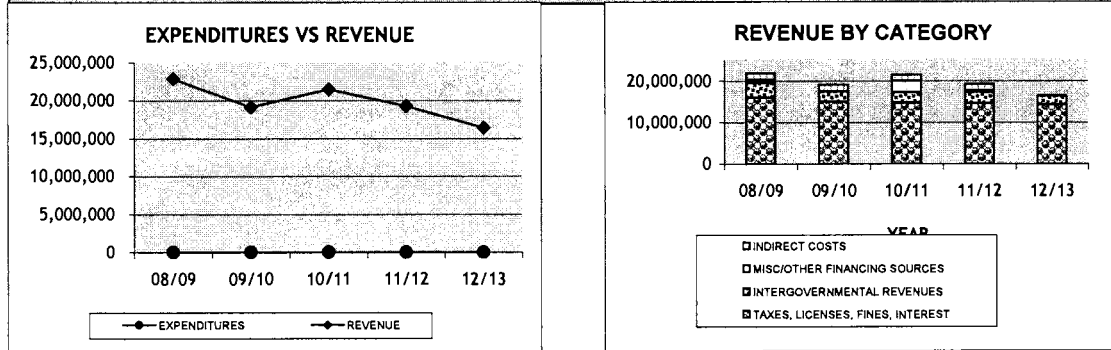 EXPENDITURES VS REVENUE
25,000,000
20,000,000
15,000,000
10,000,000
5,000,000
0
08/09 09/10 10/11 11/12 12/13
EXPENDITURES REVENUE
REVENUE BY CATEGORY
20,000,000
10,000,000
0
08/09 09/10 10/11 11/12 12/13
YEAR
INDIRECT COSTS
MISC/OTHER FINANCING SOURCES
INTERGOVERNMENTAL REVENUES
TAXES, LICENSES, FINES, INTEREST